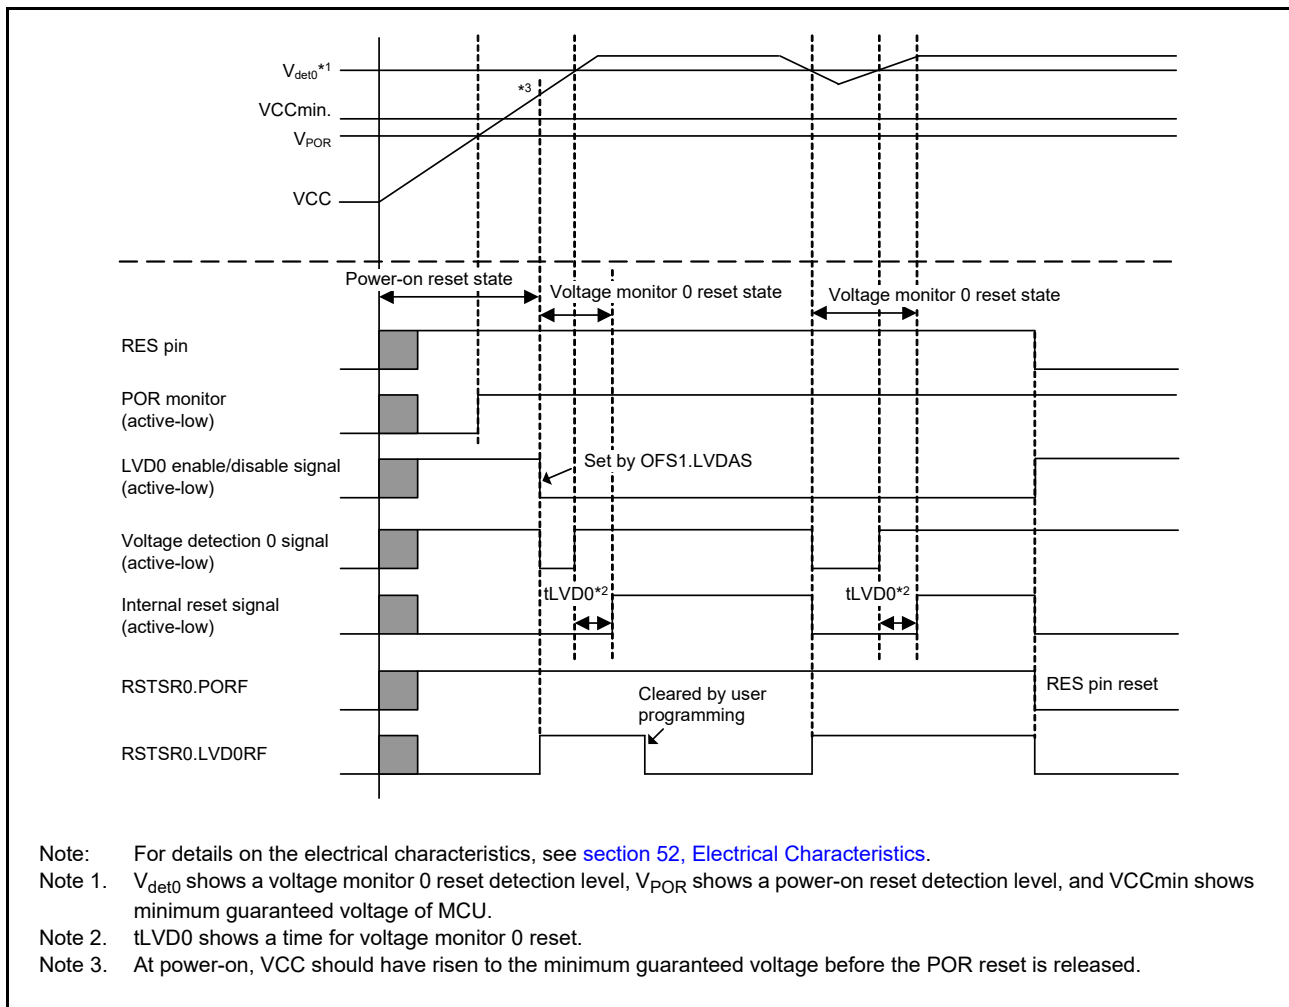 Vdet0*1
*3
VCCmin.
VPOR
VCC
Power-on reset state
Voltage monitor 0 reset state
Voltage monitor 0 reset state
RES pin
POR monitor
(active-low)
LVD0 enable/disable signal
(active-low)
Set by OFS1.LVDAS
Voltage detection 0 signal
(active-low)
tLVD0*2
tLVD0*2
Internal reset signal
(active-low)
RSTSR0.PORF
RES pin reset
Cleared by user
programming
RSTSR0.LVD0RF
Note: For details on the electrical characteristics, see section 52, Electrical Characteristics.
Note 1. Vdet0 shows a voltage monitor 0 reset detection level, VPOR shows a power-on reset detection level, and VCCmin shows
minimum guaranteed voltage of MCU.
Note 2. tLVD0 shows a time for voltage monitor 0 reset.
Note 3. At power-on, VCC should have risen to the minimum guaranteed voltage before the POR reset is released.